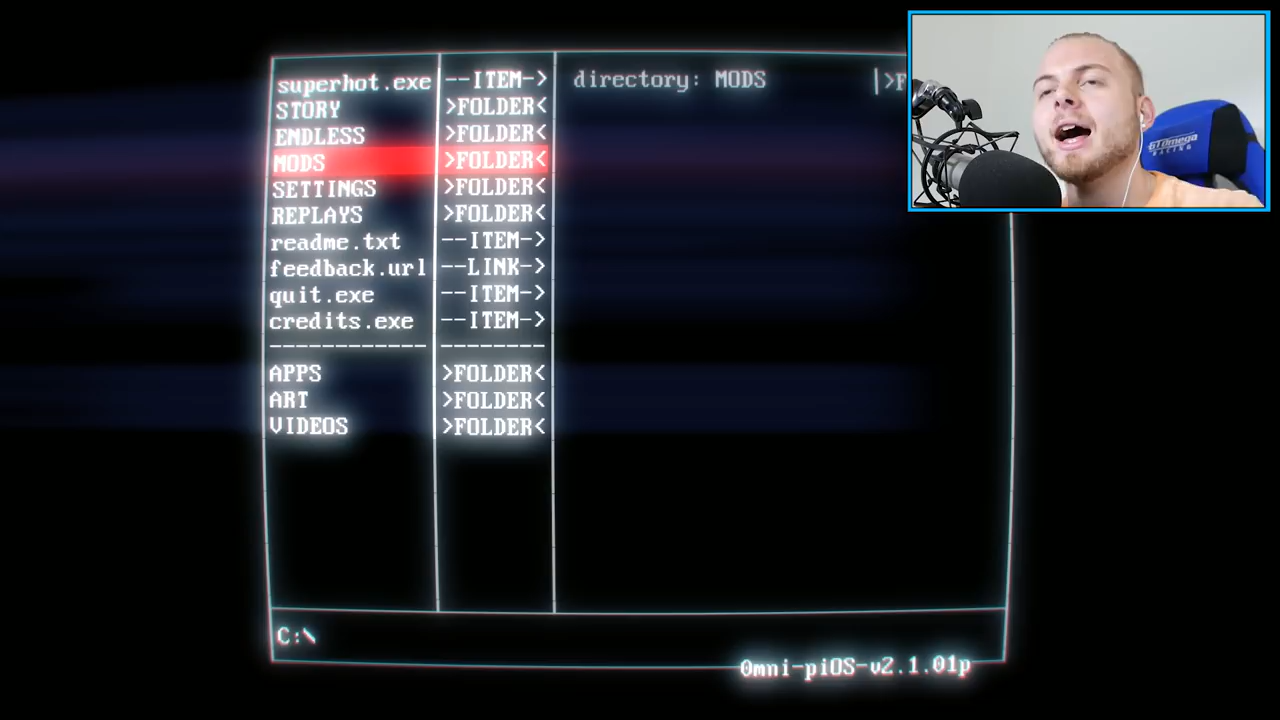 superhot.exe --ITEM-> directory: MODS |>F
STORY >FOLDER<
ENDLESS >FOLDER<
MODS >FOLDER<
SETTINGS >FOLDER<
REPLAYS >FOLDER<
readme.txt --ITEM->
feedback.url --LINK->
quit.exe --ITEM->
credits.exe --ITEM->
------------ --------
APPS >FOLDER<
ART >FOLDER<
VIDEOS >FOLDER<
C:\
Omni-piOS-v2.1.01p
GTOmega
RACING